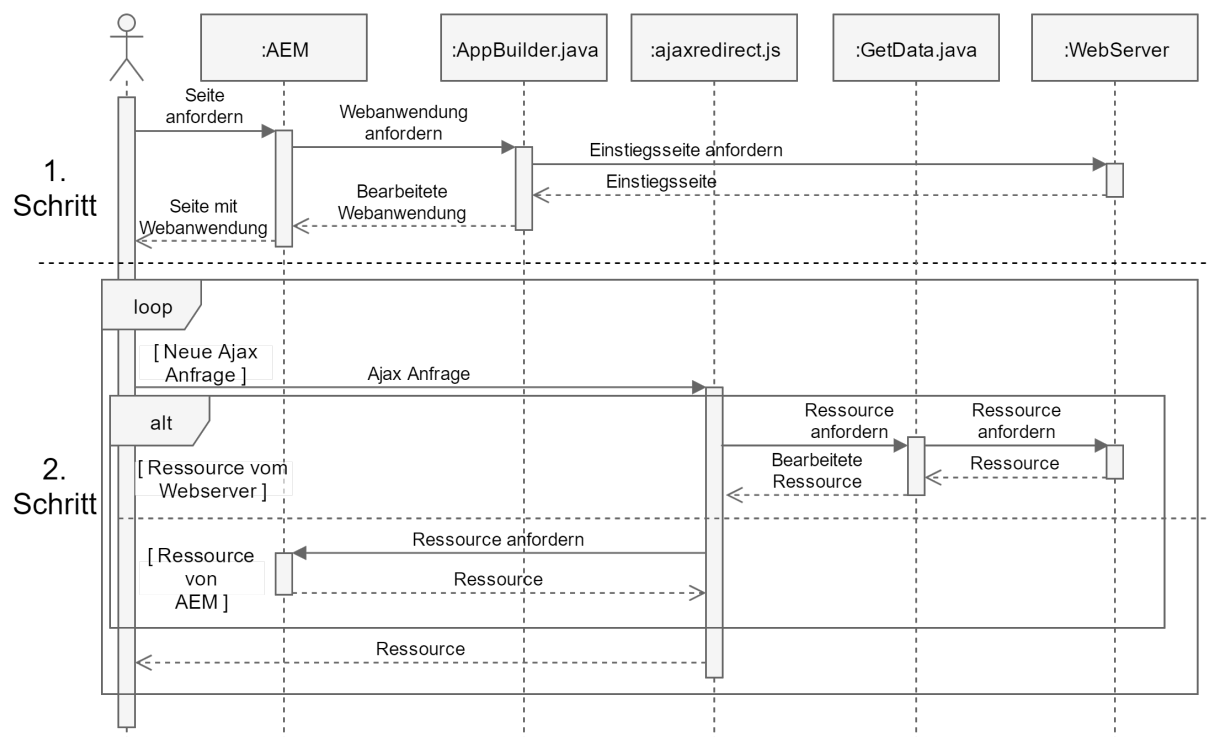 :AEM
:AppBuilder.java
:ajaxredirect.js
:GetData.java
:WebServer
Seite
anfordern
Webanwendung
anfordern
Einstiegsseite anfordern
1.
Schritt
Einstiegsseite
Bearbeitete
Webanwendung
Seite mit
Webanwendung
loop
[ Neue Ajax
Anfrage ]
Ajax Anfrage
alt
Ressource
anfordern
Ressource
anfordern
2.
Schritt
[ Ressource vom
Webserver ]
Bearbeitete
Ressource
Ressource
[ Ressource
von
AEM ]
Ressource anfordern
Ressource
Ressource